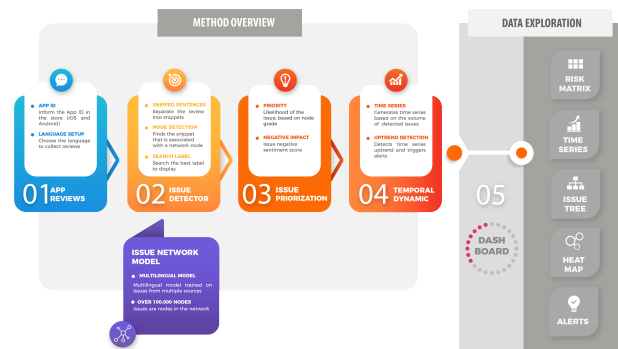 METHOD OVERVIEW
DATA EXPLORATION
APP ID
Inform the App ID in
the store (iOS and
Android)
LANGUAGE SETUP
Choose the language
to collect reviews
01 APP
REVIEWS
SNIPPED SENTENCES
Separate the review
into snippets
NODE DETECTION
Finds the snippet
that is associated
with a network node
SEARCH LABEL
Search the best label
to display
02 ISSUE
DETECTOR
PRIORITY
Likelihood of the
issue, based on node
grade
NEGATIVE IMPACT
Issue negative
sentiment score
03 ISSUE
PRIORIZATION
TIME SERIES
Generates time series
based on the volume
of detected issues
UPTREND DETECTION
Detects time series
uptrend and triggers
alerts
04 TEMPORAL
DYNAMIC
ISSUE NETWORK
MODEL
MULTILINGUAL MODEL
Multilingual model trained on
issues from multiple sources
OVER 100.000 NODES
Issues are nodes in the network
05
DASH
BOARD
RISK
MATRIX
TIME
SERIES
ISSUE
TREE
HEAT
MAP
ALERTS